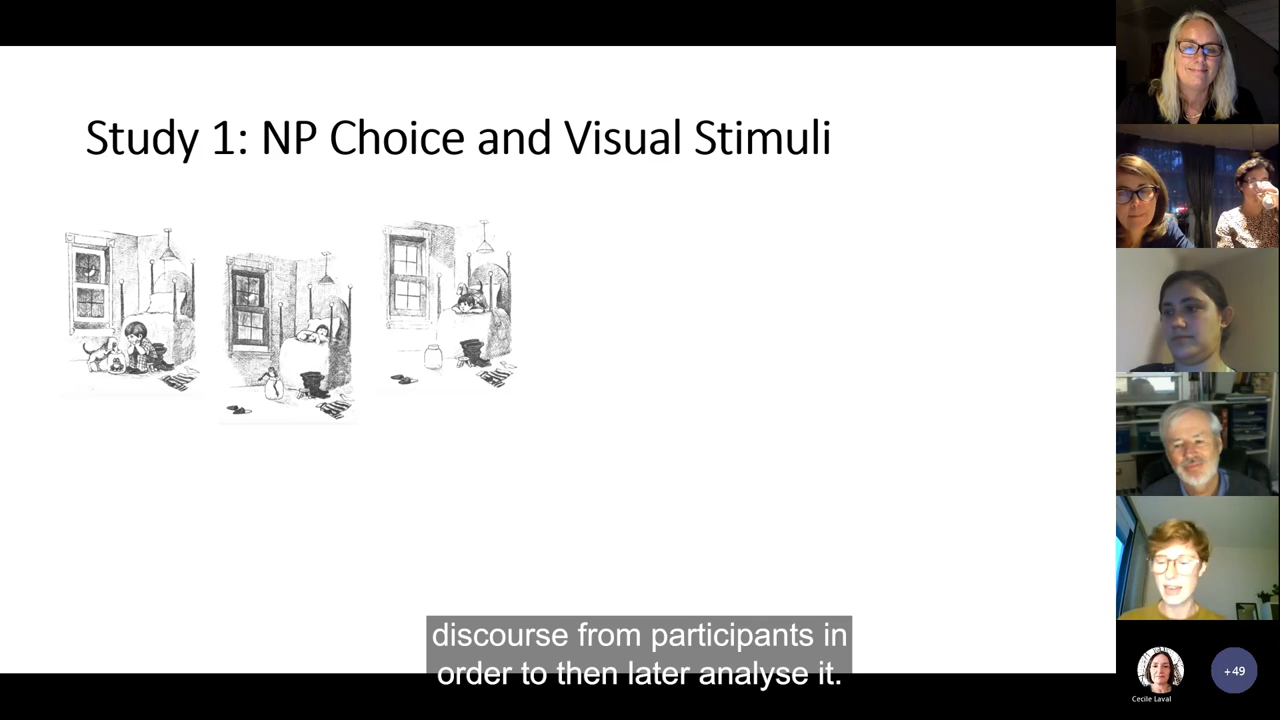 Study 1: NP Choice and Visual Stimuli
discourse from participants in
order to then later analyse it.
Cecile Laval
+49